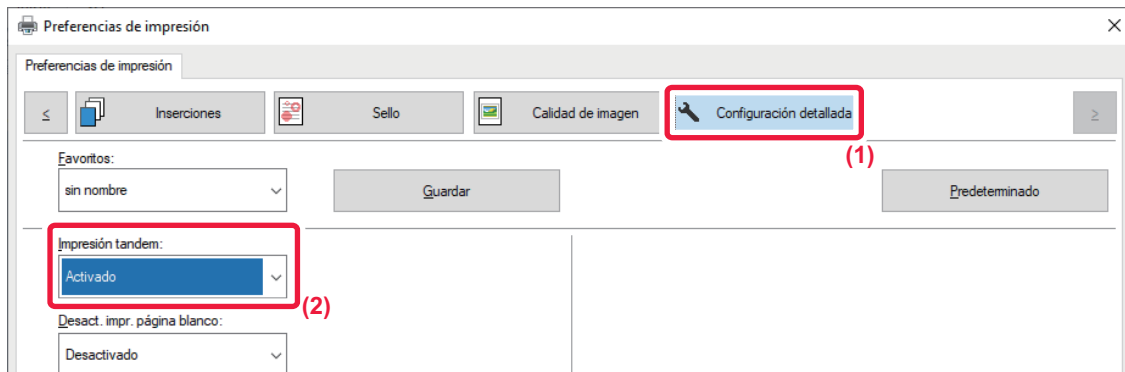 Preferencias de impresión
Preferencias de impresión
< Inserciones Sello Calidad de imagen Configuración detallada >
(1)
Favoritos:
sin nombre Guardar Predeterminado
Impresión tandem:
Activado
(2)
Desact. impr. página blanco:
Desactivado